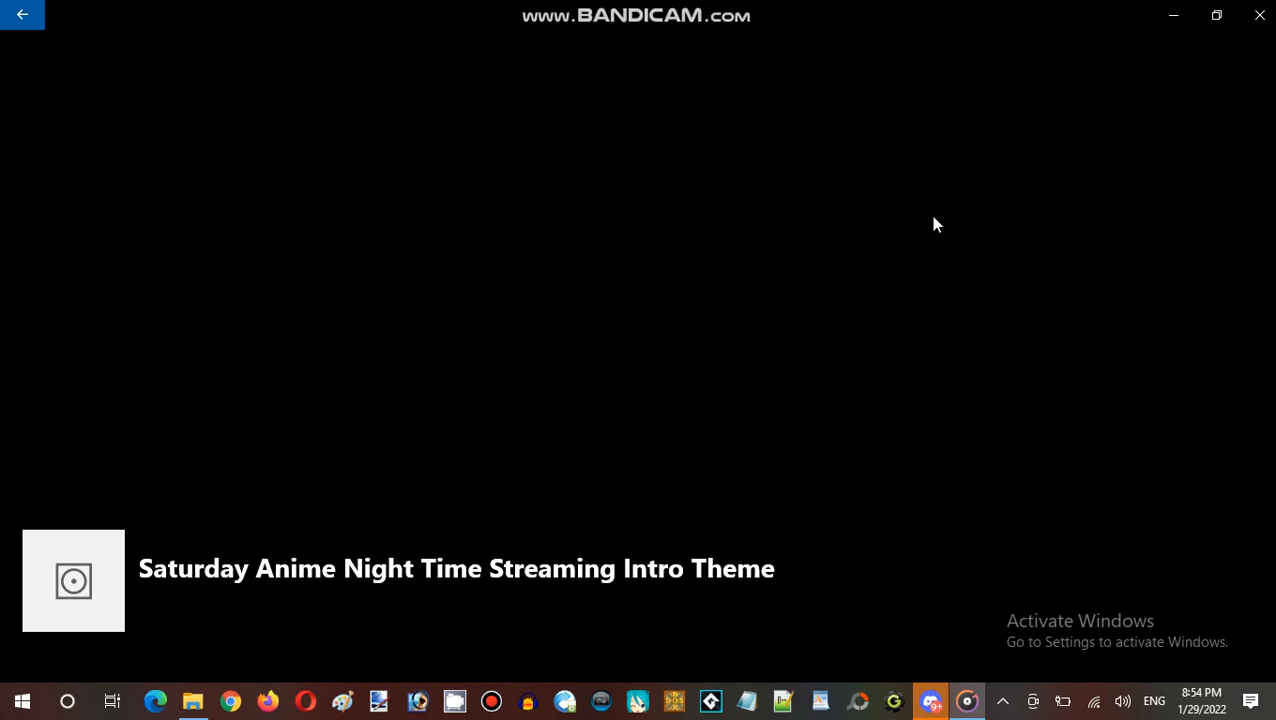 www.BANDICAM.com
Saturday Anime Night Time Streaming Intro Theme
Activate Windows
Go to Settings to activate Windows.
9+
ENG
8:54 PM
1/29/2022